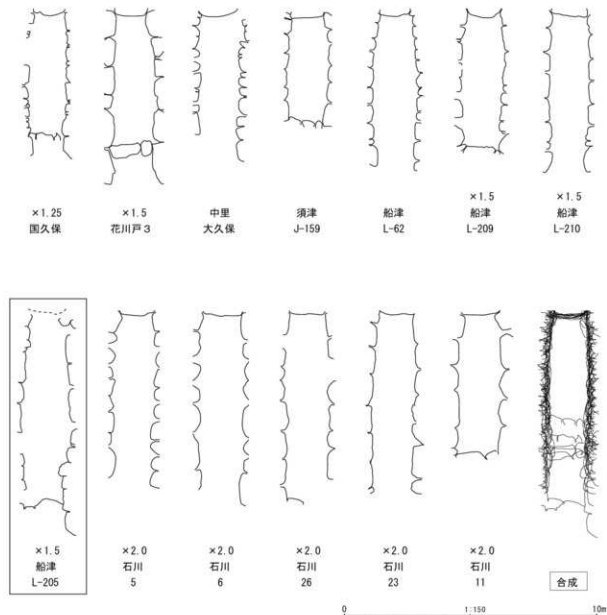 ×1.25
国久保
×1.5
花川戸3
中里
大久保
須津
J-159
船津
L-62
×1.5
船津
L-209
×1.5
船津
L-210
×1.5
船津
L-205
×2.0
石川
5
×2.0
石川
6
×2.0
石川
26
×2.0
石川
23
×2.0
石川
11
合成
0 1:150 10m